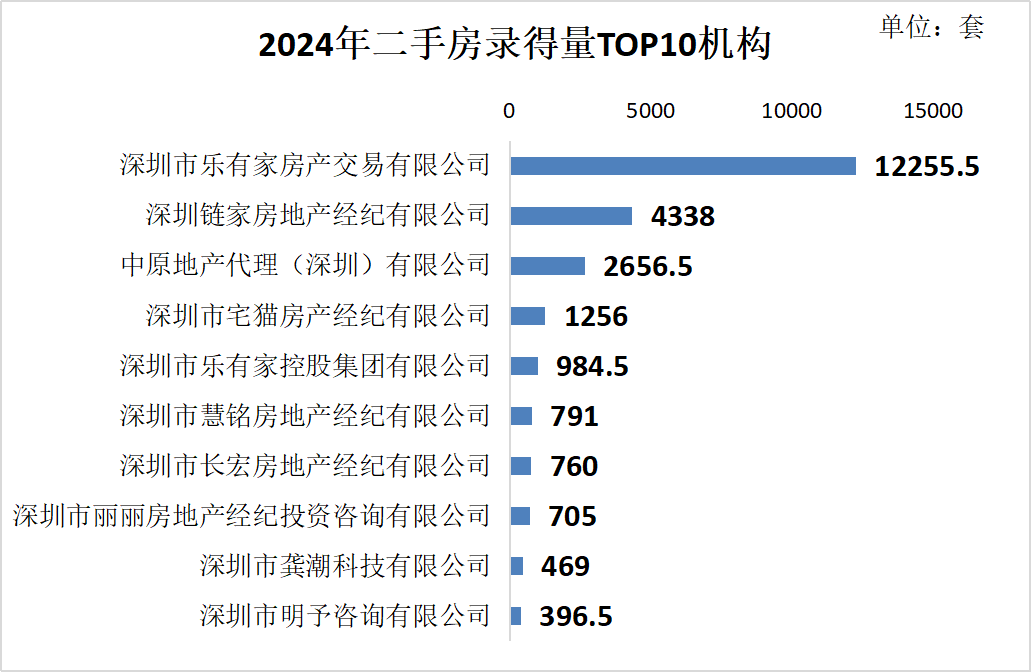 2024年二手房录得量TOP10机构
单位：套
0 5000 10000 15000
深圳市乐有家房产交易有限公司 12255.5
深圳链家房地产经纪有限公司 4338
中原地产代理（深圳）有限公司 2656.5
深圳市宅猫房产经纪有限公司 1256
深圳市乐有家控股集团有限公司 984.5
深圳市慧铭房地产经纪有限公司 791
深圳市长宏房地产经纪有限公司 760
深圳市丽丽房地产经纪投资咨询有限公司 705
深圳市龚潮科技有限公司 469
深圳市明予咨询有限公司 396.5